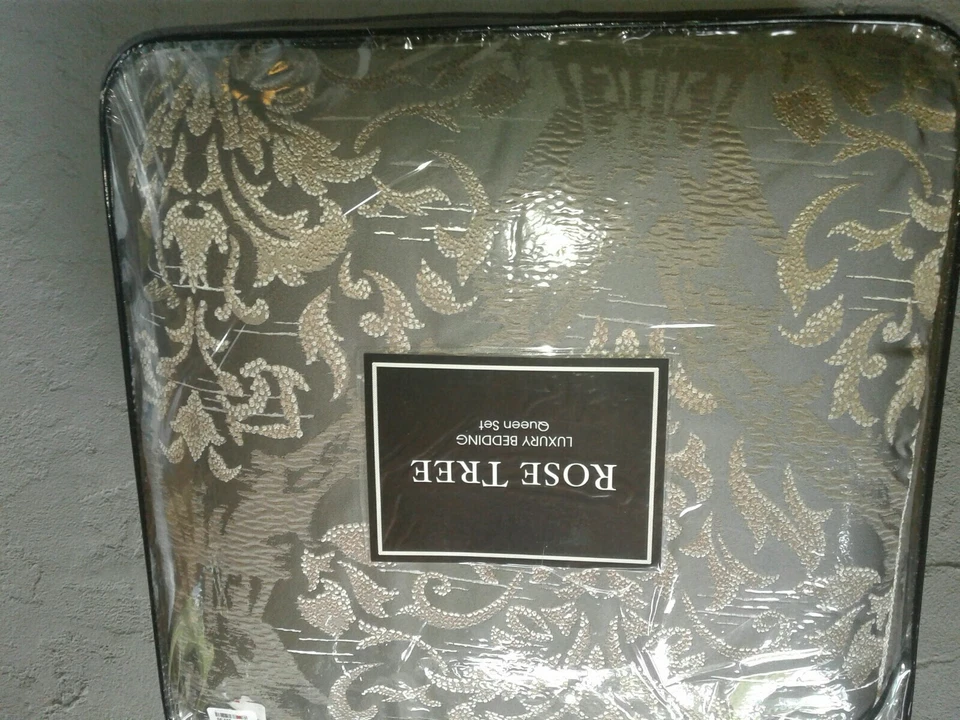 ROSE TREE
LUXURY BEDDING
Queen Set